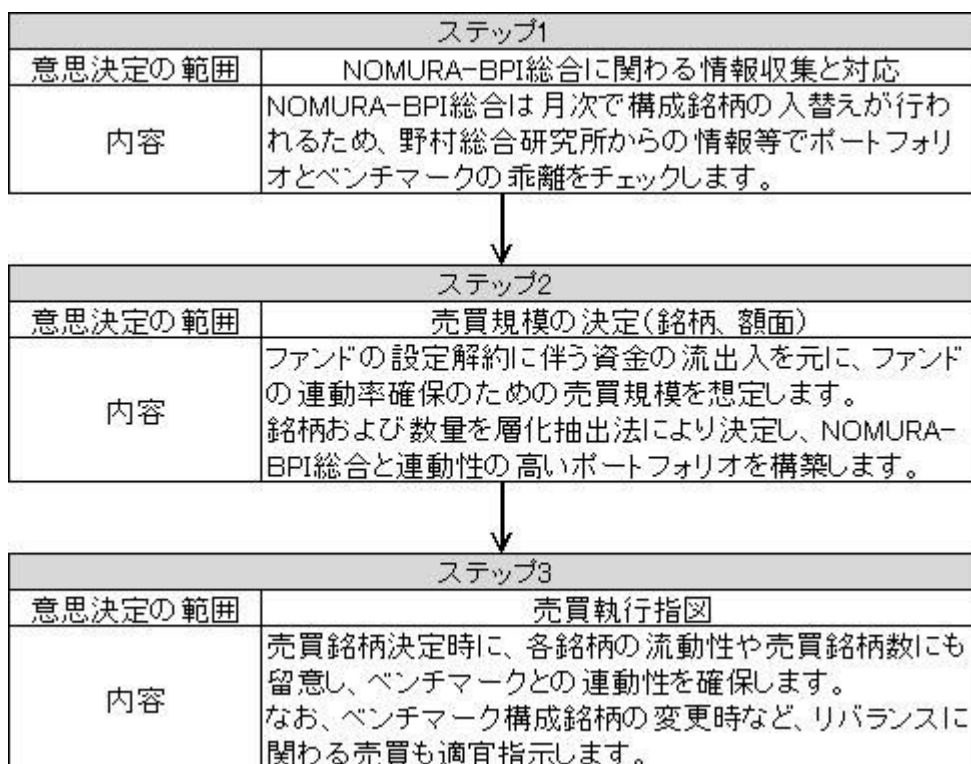 ステップ1
意思決定の範囲
NOMURA-BPI総合に関わる情報収集と対応
内容
NOMURA-BPI総合は月次で構成銘柄の入替えが行わ
れるため、野村総合研究所からの情報等でポートフォリ
オとベンチマークの乖離をチェックします。
ステップ2
意思決定の範囲
売買規模の決定(銘柄、額面)
内容
ファンドの設定解約に伴う資金の流出入を元に、ファンド
の連動率確保のための売買規模を想定します。
銘柄および数量を層化抽出法により決定し、NOMURA-
BPI総合と連動性の高いポートフォリオを構築します。
ステップ3
意思決定の範囲
売買執行指図
内容
売買銘柄決定時に、各銘柄の流動性や売買銘柄数にも
留意し、ベンチマークとの連動性を確保します。
なお、ベンチマーク構成銘柄の変更時など、リバランスに
関わる売買も適宜指示します。